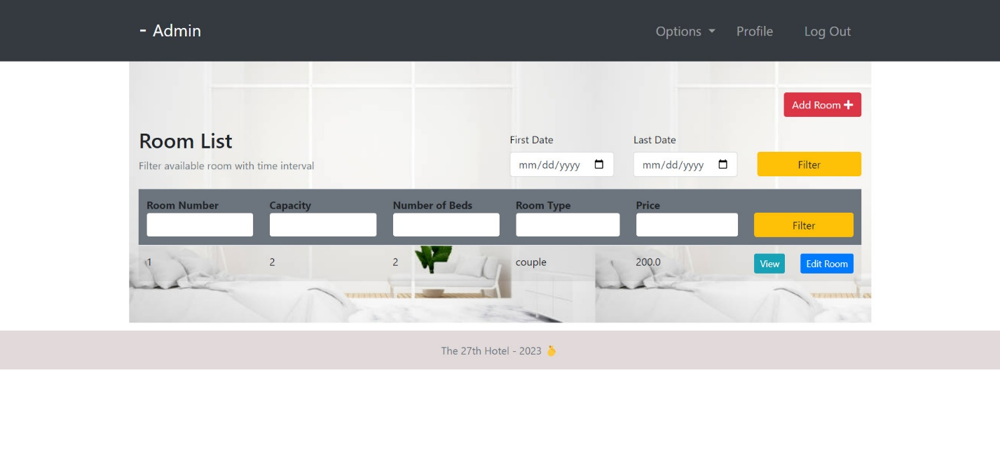 - Admin
Options Profile Log Out
Add Room
Room List
Filter available room with time interval
First Date Last Date
mm/dd/yyyy mm/dd/yyyy Filter
Room Number Capacity Number of Beds Room Type Price
Filter
1 2 2 couple 200.0 View Edit Room
The 27th Hotel - 2023